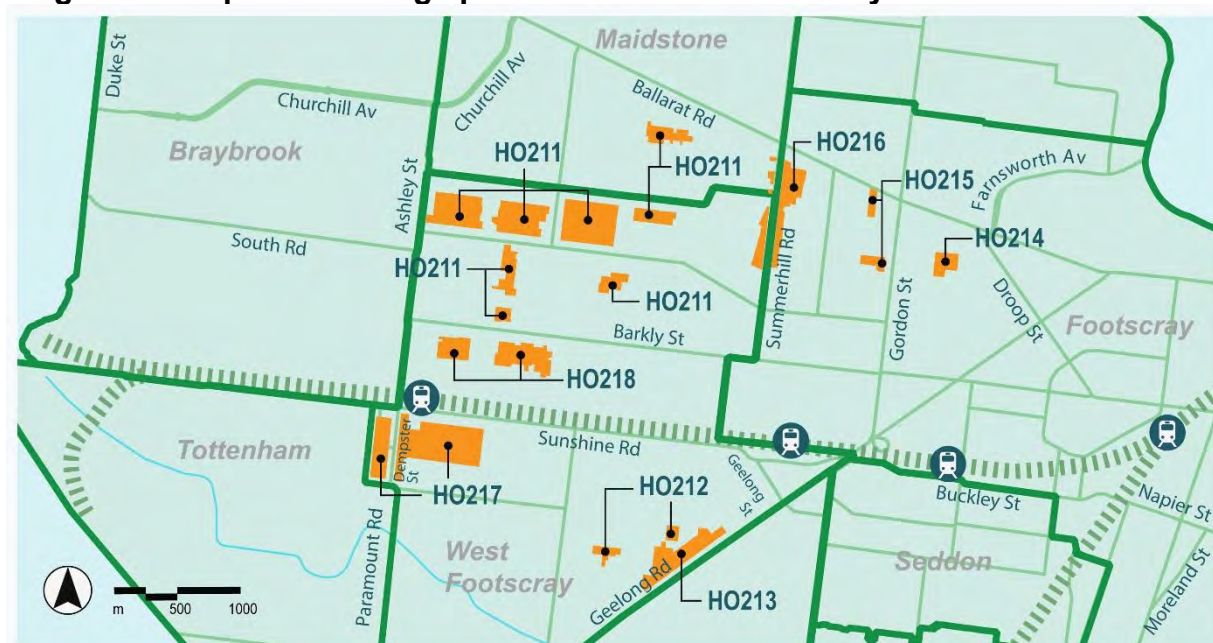 Maidstone
Duke St
Churchill Av
Churchill Av
Ballarat Rd
Braybrook
HO211
HO211
HO216
HO215
Farnsworth Av
Ashley St
South Rd
HO211
HO211
HO214
Summerhill Rd
Gordon St
Droop St
Footscray
Barkly St
HO218
Tottenham
Dempster
St
Sunshine Rd
HO217
HO212
Geelong
St
Buckley St
Napier St
Paramount Rd
West
Footscray
Geelong Rd
HO213
Seddon
Moreland St
m 500 1000